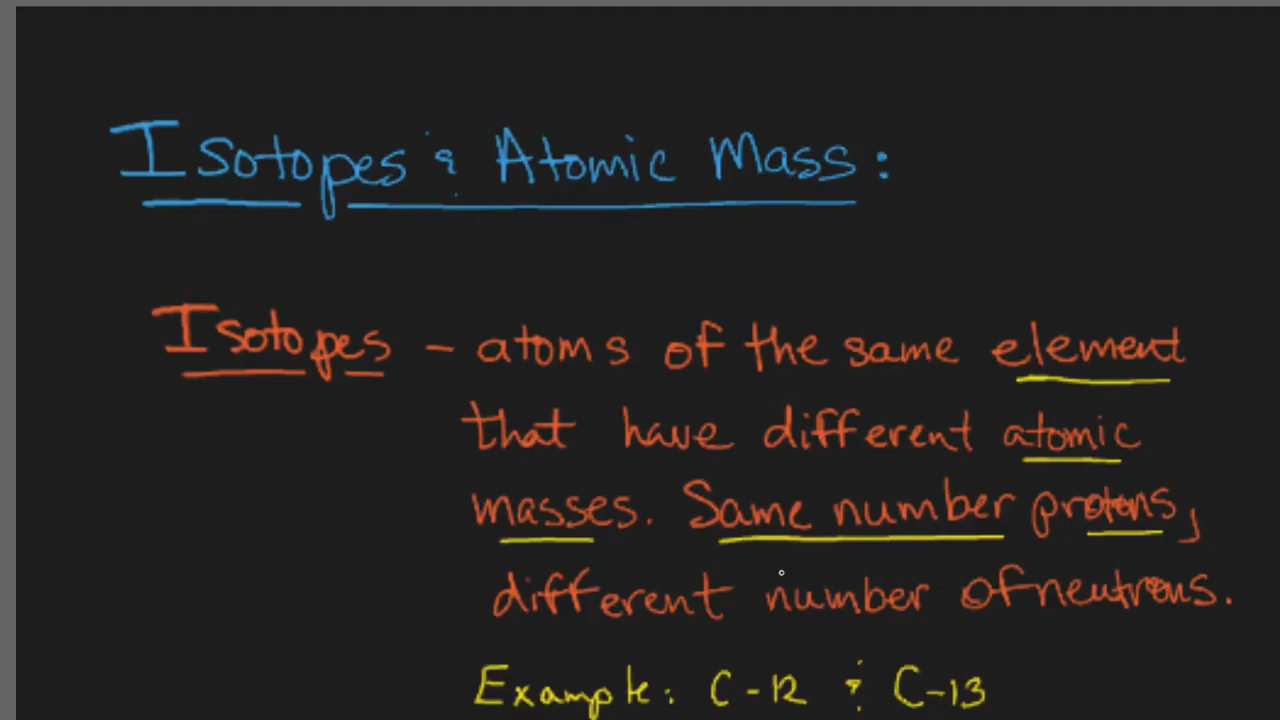 Isotopes & Atomic Mass:
Isotopes - atoms of the same element
that have different atomic
masses. Same number protons,
different number of neutrons.
Example: C-12 & C-13